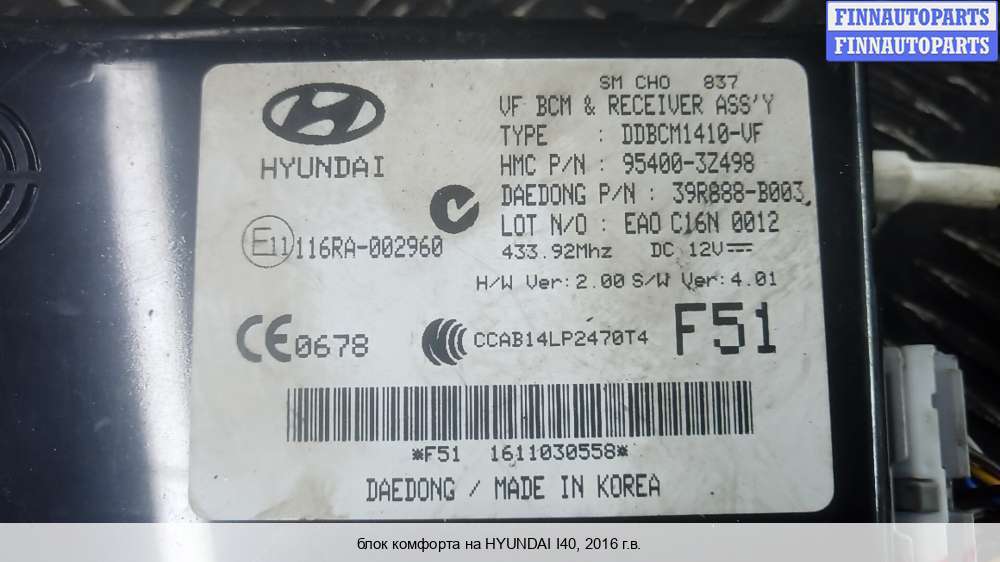 FINNAUTOPARTS
FINNAUTOPARTS
SM CHO 837
VF BCM & RECEIVER ASS'Y
TYPE : DDBCM1410-VF
HMC P/N : 95400-3Z498
DAEDONG P/N : 39R888-B003,
LOT N/O : EAO C16N 0012
433.92Mhz DC 12V
H/W Ver:2.00 S/W Ver:4.01
HYUNDAI
E11 116RA-002960
CE 0678
CCAB14LP2470T4
F51
*F51 1611030558*
DAEDONG / MADE IN KOREA
блок комфорта на HYUNDAI I40, 2016 г.в.